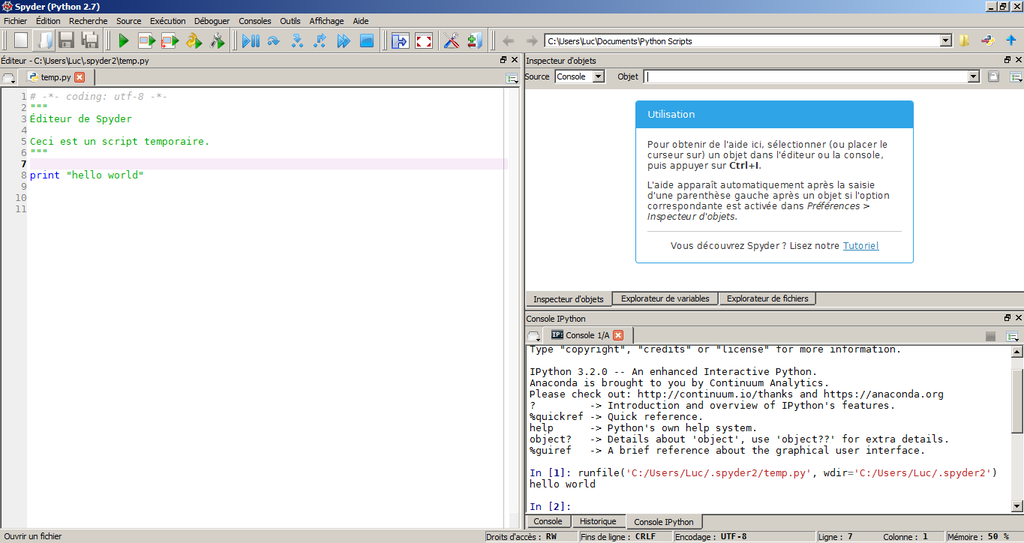 Spyder (Python 2.7)
Fichier Édition Recherche Source Exécution Déboguer Consoles Outils Affichage Aide
C:\Users\Luc\Documents\Python Scripts
Éditeur - C:\Users\Luc\.spyder2\temp.py
temp.py
1 # -*- coding: utf-8 -*-
2 """
3 Éditeur de Spyder
4
5 Ceci est un script temporaire.
6 """
7
8 print "hello world"
9
10
11
Inspecteur d'objets
Source Console Objet
Utilisation
Pour obtenir de l'aide ici, sélectionner (ou placer le
curseur sur) un objet dans l'éditeur ou la console,
puis appuyer sur Ctrl+I.
L'aide apparaît automatiquement après la saisie
d'une parenthèse gauche après un objet si l'option
correspondante est activée dans Préférences >
Inspecteur d'objets.
Vous découvrez Spyder ? Lisez notre Tutoriel
Inspecteur d'objets Explorateur de variables Explorateur de fichiers
Console IPython
IP: Console 1/A
Type "copyright", "credits" or "license" for more information.
IPython 3.2.0 -- An enhanced Interactive Python.
Anaconda is brought to you by Continuum Analytics.
Please check out: http://continuum.io/thanks and https://anaconda.org
? -> Introduction and overview of IPython's features.
%quickref -> Quick reference.
help -> Python's own help system.
object? -> Details about 'object', use 'object??' for extra details.
%guiref -> A brief reference about the graphical user interface.
In [1]: runfile('C:/Users/Luc/.spyder2/temp.py', wdir='C:/Users/Luc/.spyder2')
hello world
In [2]:
Console Historique Console IPython
Ouvrir un fichier Droits d'accès : RW Fins de ligne : CRLF Encodage : UTF-8 Ligne : 7 Colonne : 1 Mémoire : 50 %